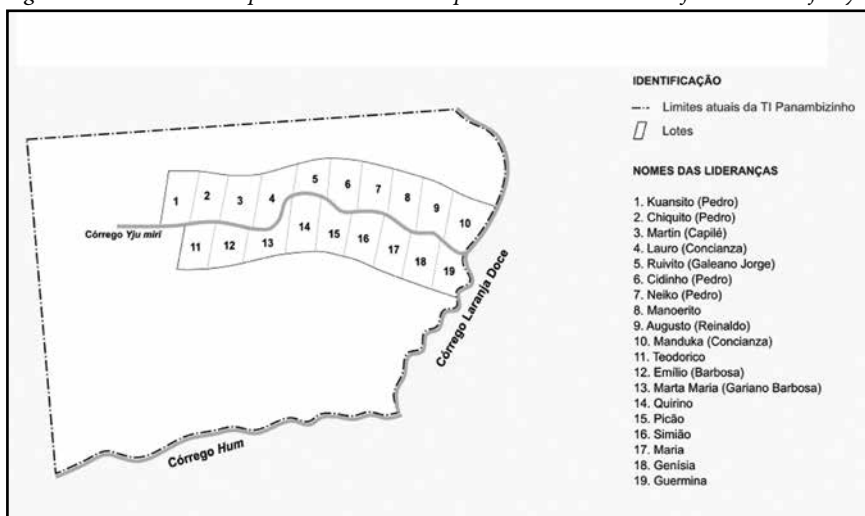 IDENTIFICAÇÃO
Limites atuais da TI Panambizinho
Lotes
NOMES DAS LIDERANÇAS
1. Kuansito (Pedro)
2. Chiquito (Pedro)
3. Martin (Capilé)
4. Lauro (Concianza)
5. Ruivito (Galeano Jorge)
6. Cidinho (Pedro)
7. Neiko (Pedro)
8. Manoerito
9. Augusto (Reinaldo)
10. Manduka (Concianza)
11. Teodorico
12. Emílio (Barbosa)
13. Marta Maria (Gariano Barbosa)
14. Quirino
15. Picão
16. Simião
17. Maria
18. Genísia
19. Guermina
1 2 3 4 5 6 7 8 9 10
Córrego Yju mirĩ
11 12 13 14 15 16 17 18 19
Córrego Laranja Doce
Córrego Hum